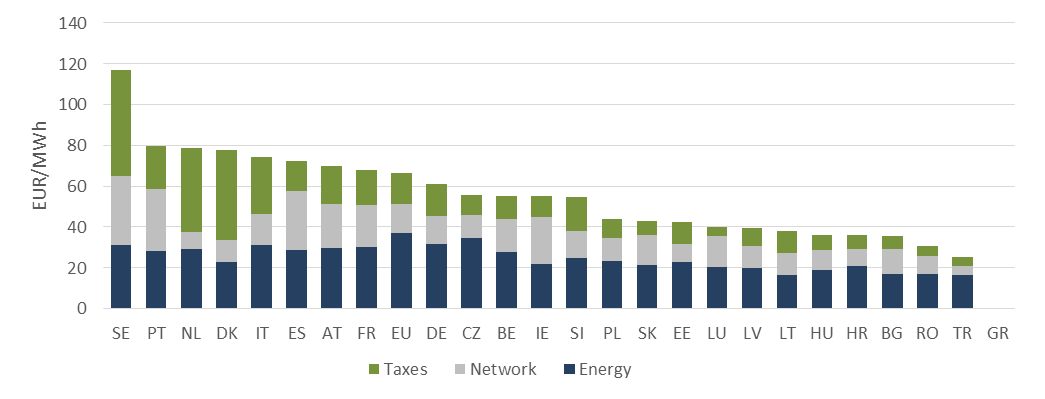 140
120
100
80
60
40
20
0
EUR/MWh
SE PT NL DK IT ES AT FR EU DE CZ BE IE SI PL SK EE LU LV LT HU HR BG RO TR GR
Taxes Network Energy